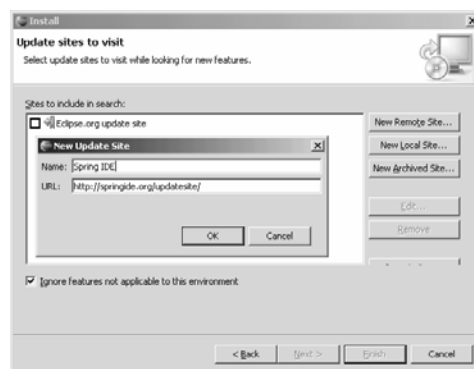 Install
Update sites to visit
Select update sites to visit while looking for new features.
Sites to include in search:
Eclipse.org update site
New Remote Site...
New Local Site...
New Archived Site...
Edit...
Remove
New Update Site
Name: Spring IDE
URL: http://springide.org/updatesite/
OK
Cancel
Ignore features not applicable to this environment
< Back
Next >
Finish
Cancel